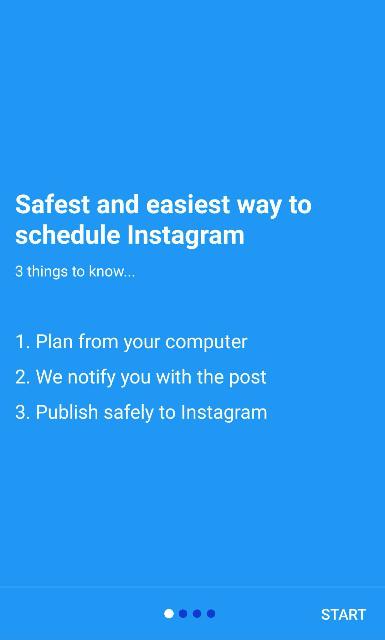 Safest and easiest way to
schedule Instagram
3 things to know...
1. Plan from your computer
2. We notify you with the post
3. Publish safely to Instagram
START